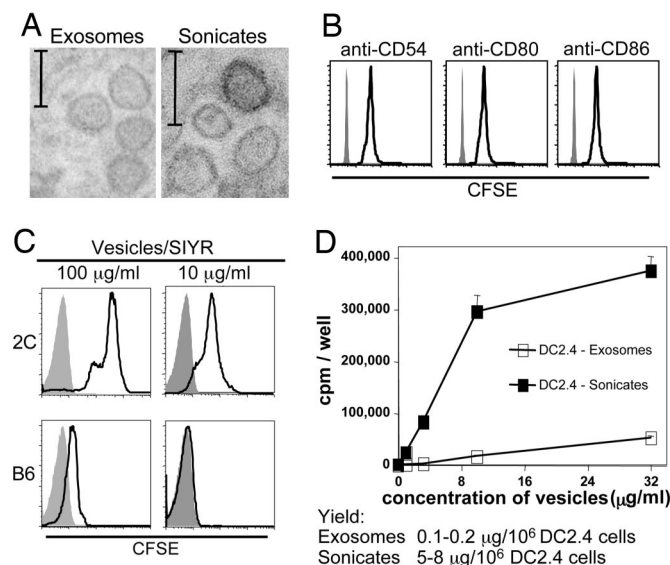 A
Exosomes Sonicates
B
anti-CD54 anti-CD80 anti-CD86
CFSE
C
Vesicles/SIYR
100 μg/ml 10 μg/ml
2C
B6
CFSE
D
400,000
300,000
200,000
100,000
0
cpm / well
DC2.4 - Exosomes
DC2.4 - Sonicates
0 8 16 24 32
concentration of vesicles (μg/ml)
Yield:
Exosomes 0.1-0.2 μg/10⁶ DC2.4 cells
Sonicates 5-8 μg/10⁶ DC2.4 cells